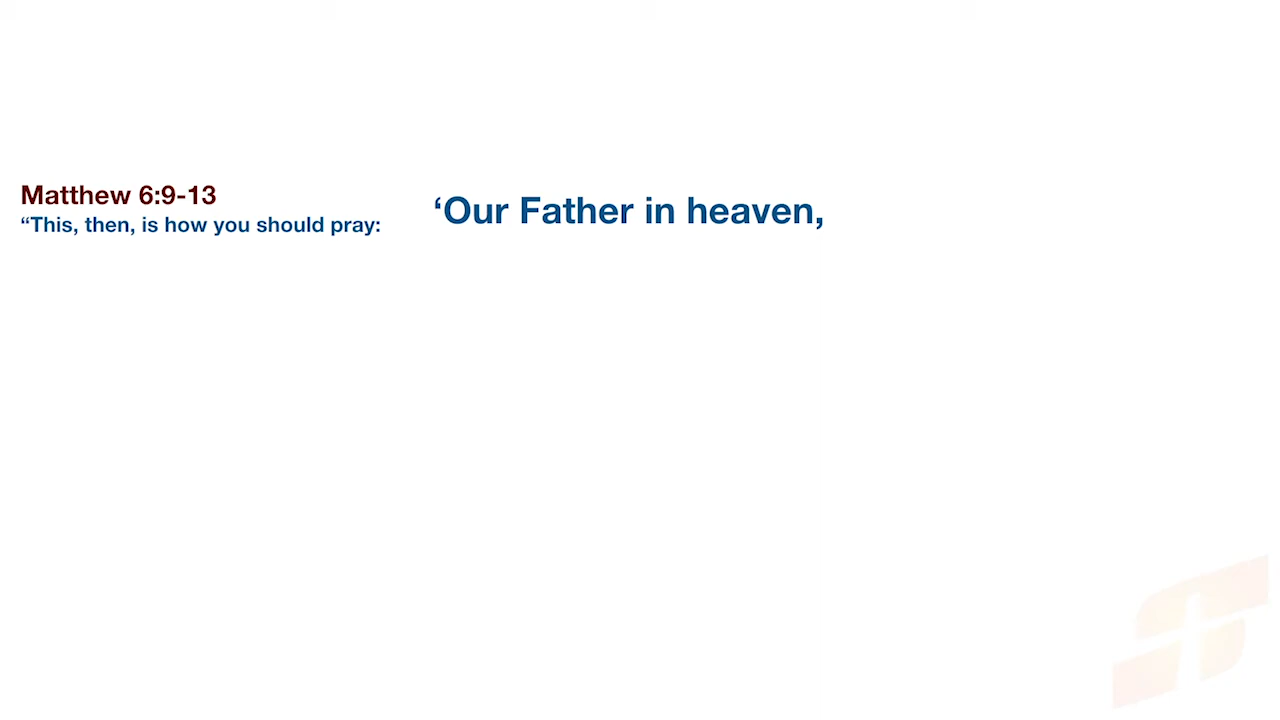 Matthew 6:9-13
“This, then, is how you should pray:
‘Our Father in heaven,